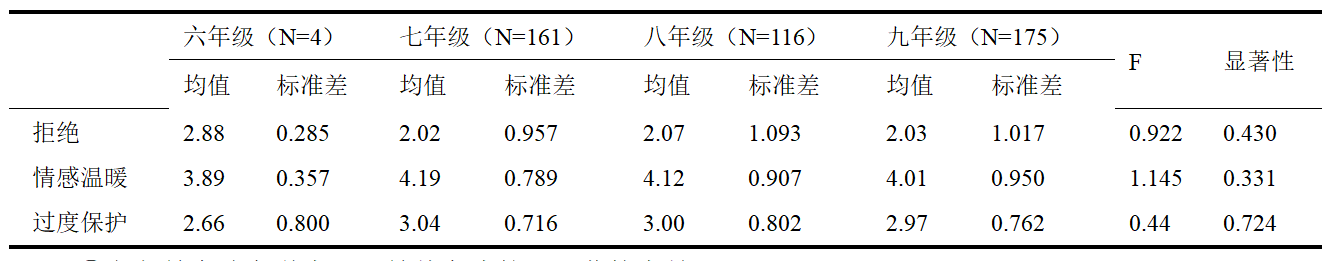 六年级（N=4） 七年级（N=161） 八年级（N=116） 九年级（N=175） F 显著性
均值 标准差 均值 标准差 均值 标准差 均值 标准差
拒绝 2.88 0.285 2.02 0.957 2.07 1.093 2.03 1.017 0.922 0.430
情感温暖 3.89 0.357 4.19 0.789 4.12 0.907 4.01 0.950 1.145 0.331
过度保护 2.66 0.800 3.04 0.716 3.00 0.802 2.97 0.762 0.44 0.724